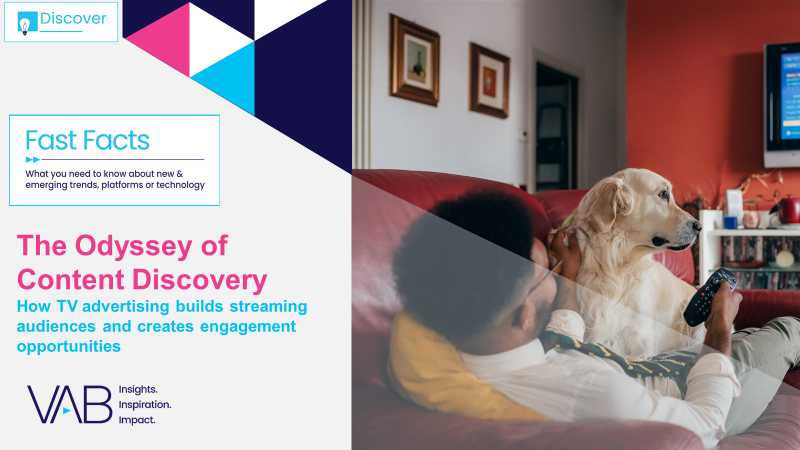 Discover
Fast Facts
What you need to know about new &
emerging trends, platforms or technology
The Odyssey of
Content Discovery
How TV advertising builds streaming
audiences and creates engagement
opportunities
VAB
Insights.
Inspiration.
Impact.